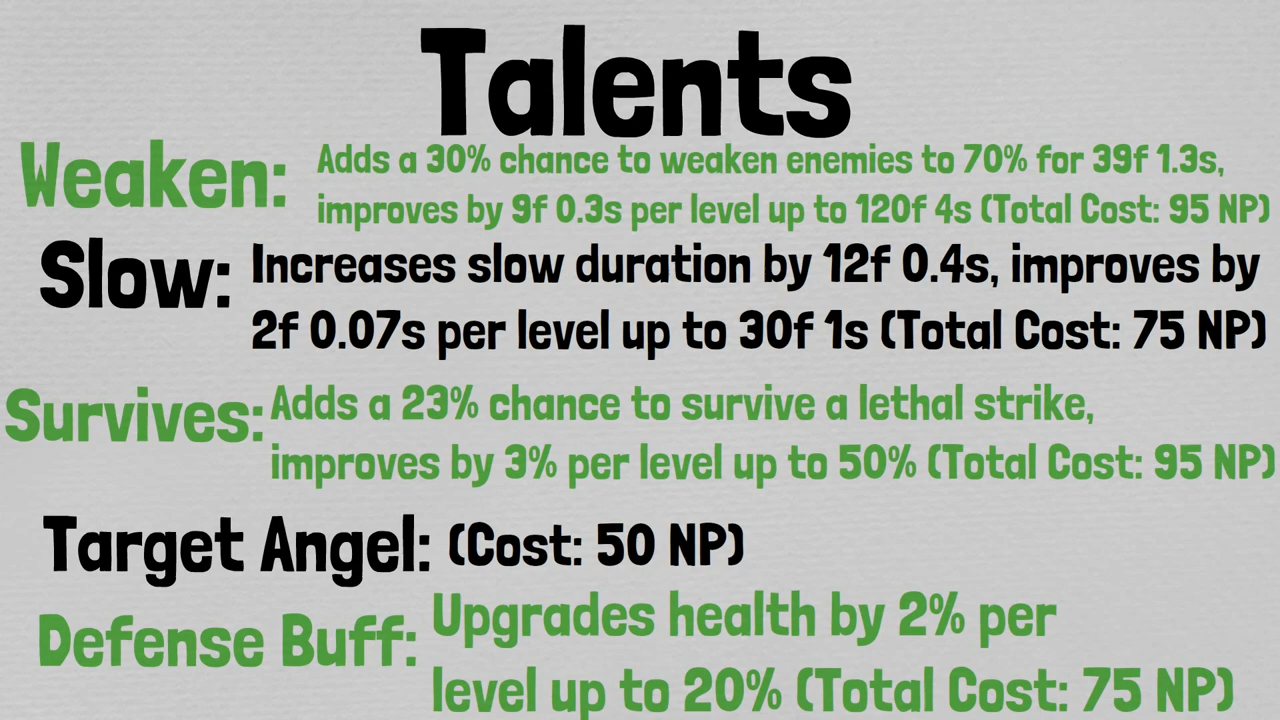 Talents
Weaken: Adds a 30% chance to weaken enemies to 70% for 39f 1.3s,
improves by 9f 0.3s per level up to 120f 4s (Total Cost: 95 NP)
Slow: Increases slow duration by 12f 0.4s, improves by
2f 0.07s per level up to 30f 1s (Total Cost: 75 NP)
Survives: Adds a 23% chance to survive a lethal strike,
improves by 3% per level up to 50% (Total Cost: 95 NP)
Target Angel: (Cost: 50 NP)
Defense Buff: Upgrades health by 2% per
level up to 20% (Total Cost: 75 NP)